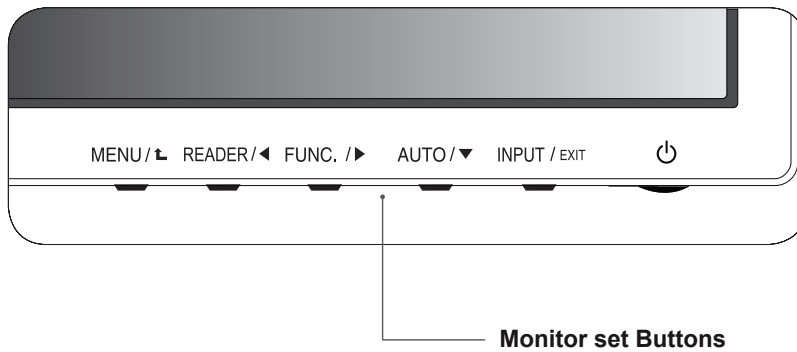 MENU / ⮤ READER / ◀ FUNC. / ▶ AUTO / ▼ INPUT / EXIT ⏻
Monitor set Buttons